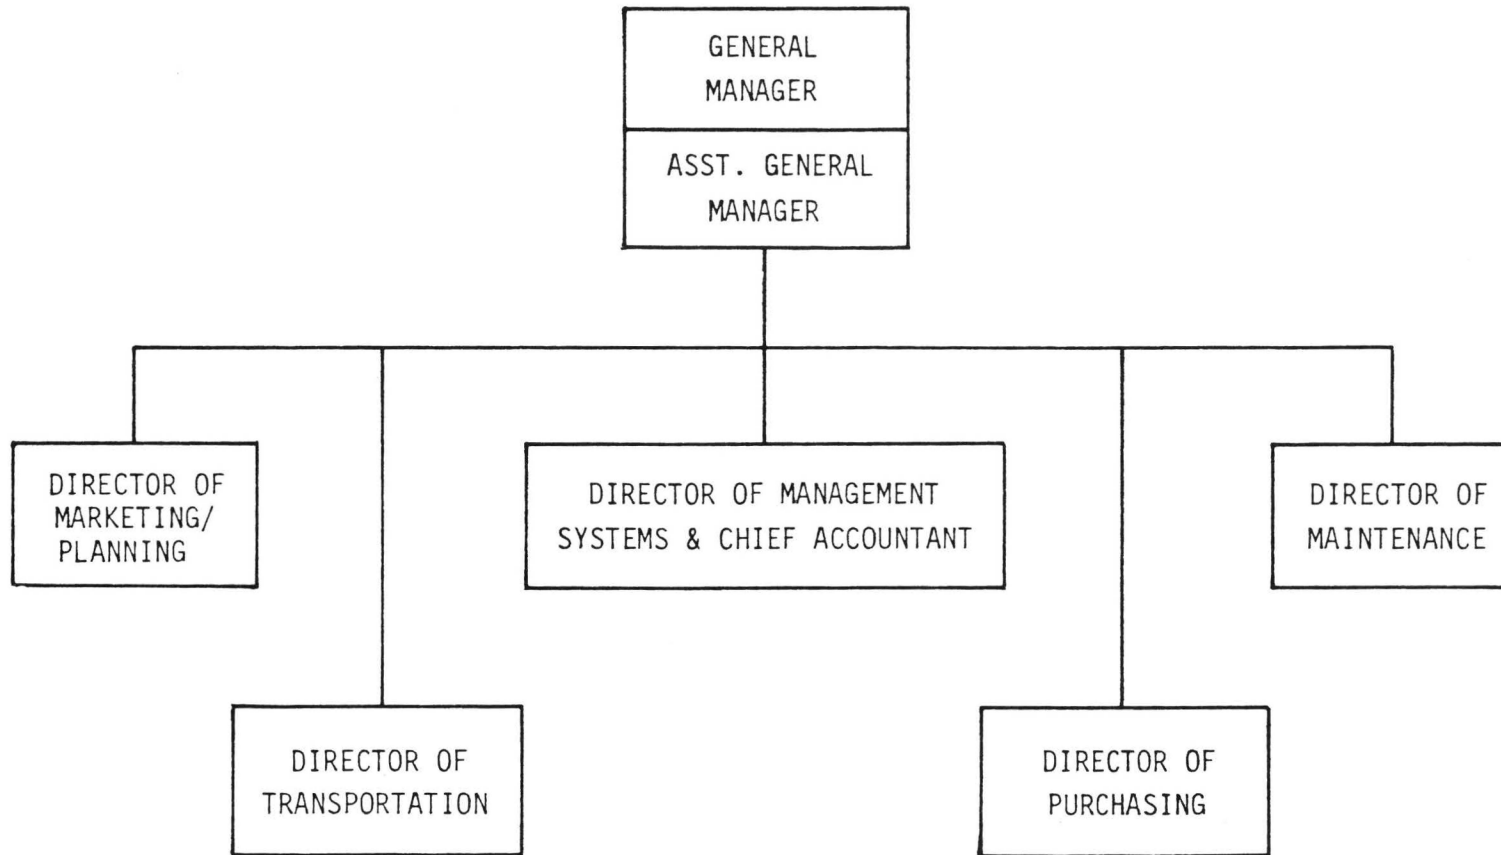 GENERAL
MANAGER
ASST. GENERAL
MANAGER
DIRECTOR OF
MARKETING/
PLANNING
DIRECTOR OF MANAGEMENT
SYSTEMS & CHIEF ACCOUNTANT
DIRECTOR OF
MAINTENANCE
DIRECTOR OF
TRANSPORTATION
DIRECTOR OF
PURCHASING